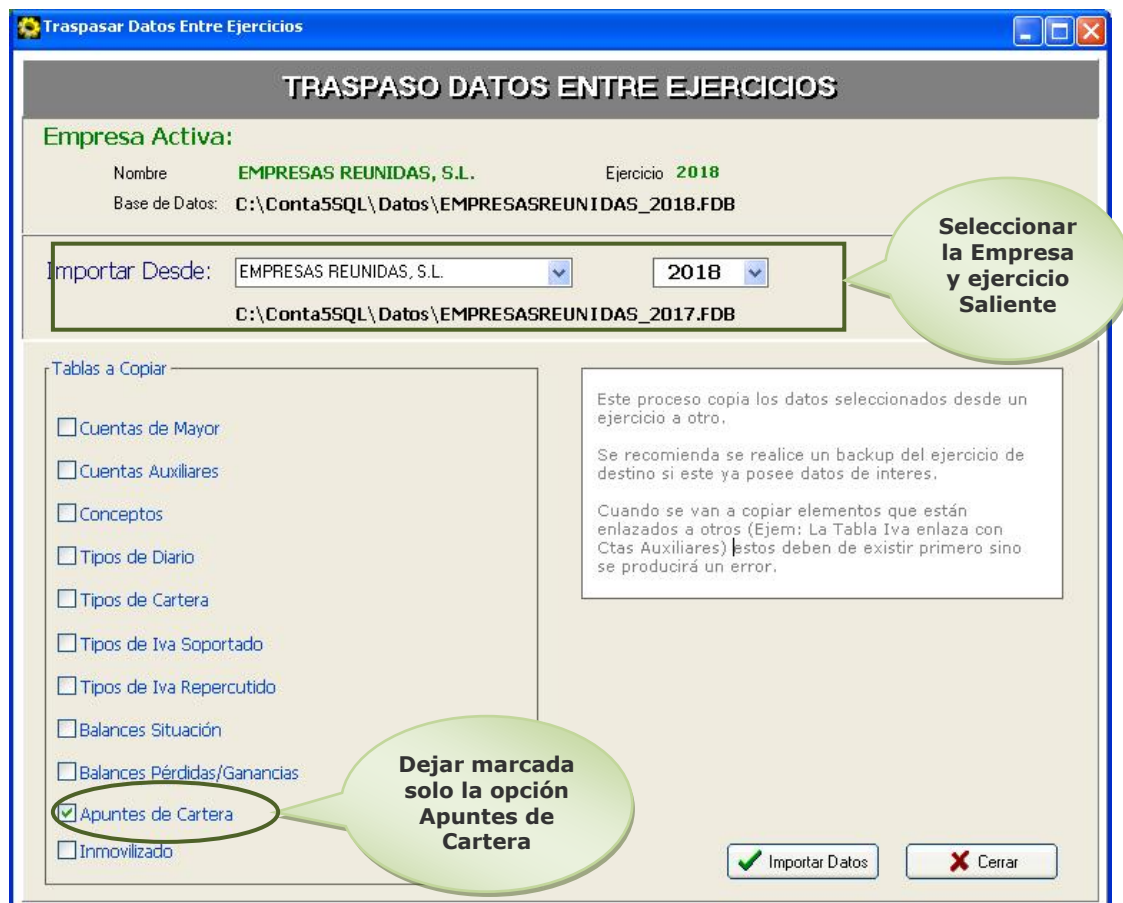 Traspasar Datos Entre Ejercicios
TRASPASO DATOS ENTRE EJERCICIOS
Empresa Activa:
Nombre EMPRESAS REUNIDAS, S.L. Ejercicio 2018
Base de Datos: C:\Conta5SQL\Datos\EMPRESASREUNIDAS_2018.FDB
Importar Desde: EMPRESAS REUNIDAS, S.L. 2018
C:\Conta5SQL\Datos\EMPRESASREUNIDAS_2017.FDB
Seleccionar
la Empresa
y ejercicio
Saliente
Tablas a Copiar
Cuentas de Mayor
Cuentas Auxiliares
Conceptos
Tipos de Diario
Tipos de Cartera
Tipos de Iva Soportado
Tipos de Iva Repercutido
Balances Situación
Balances Pérdidas/Ganancias
Apuntes de Cartera
Inmovilizado
Este proceso copia los datos seleccionados desde un
ejercicio a otro.
Se recomienda se realice un backup del ejercicio de
destino si este ya posee datos de interes.
Cuando se van a copiar elementos que están
enlazados a otros (Ejem: La Tabla Iva enlaza con
Ctas Auxiliares) estos deben de existir primero sino
se producirá un error.
Dejar marcada
solo la opción
Apuntes de
Cartera
Importar Datos
Cerrar